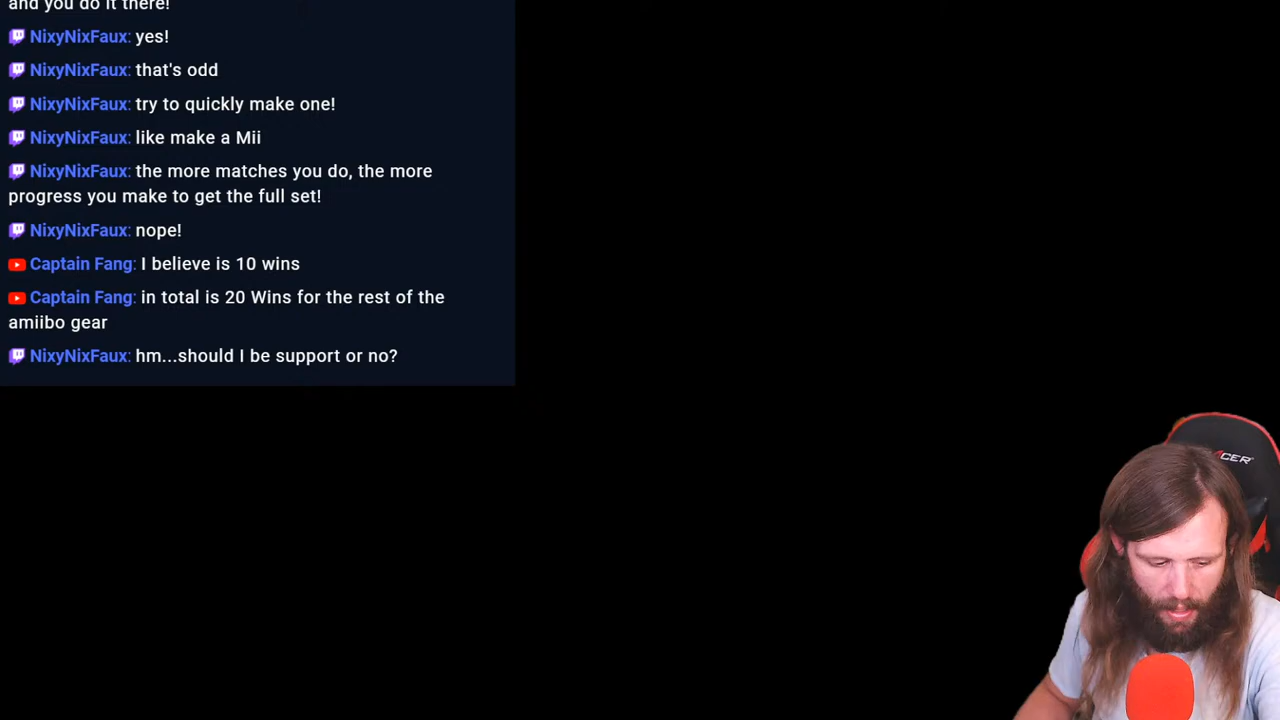 and you do it there!
NixyNixFaux: yes!
NixyNixFaux: that's odd
NixyNixFaux: try to quickly make one!
NixyNixFaux: like make a Mii
NixyNixFaux: the more matches you do, the more
progress you make to get the full set!
NixyNixFaux: nope!
Captain Fang: I believe is 10 wins
Captain Fang: in total is 20 Wins for the rest of the
amiibo gear
NixyNixFaux: hm...should I be support or no?